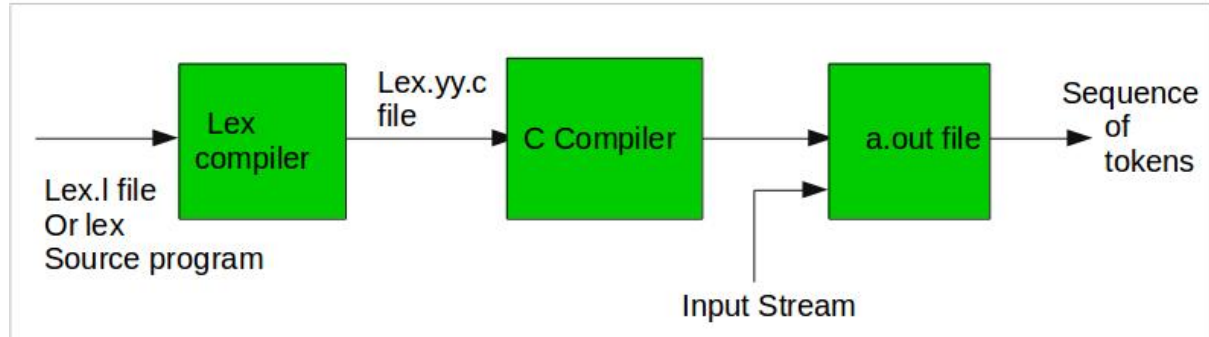 Lex
compiler
Lex.l file
Or lex
Source program
Lex.yy.c
file
C Compiler
a.out file
Input Stream
Sequence
of
tokens